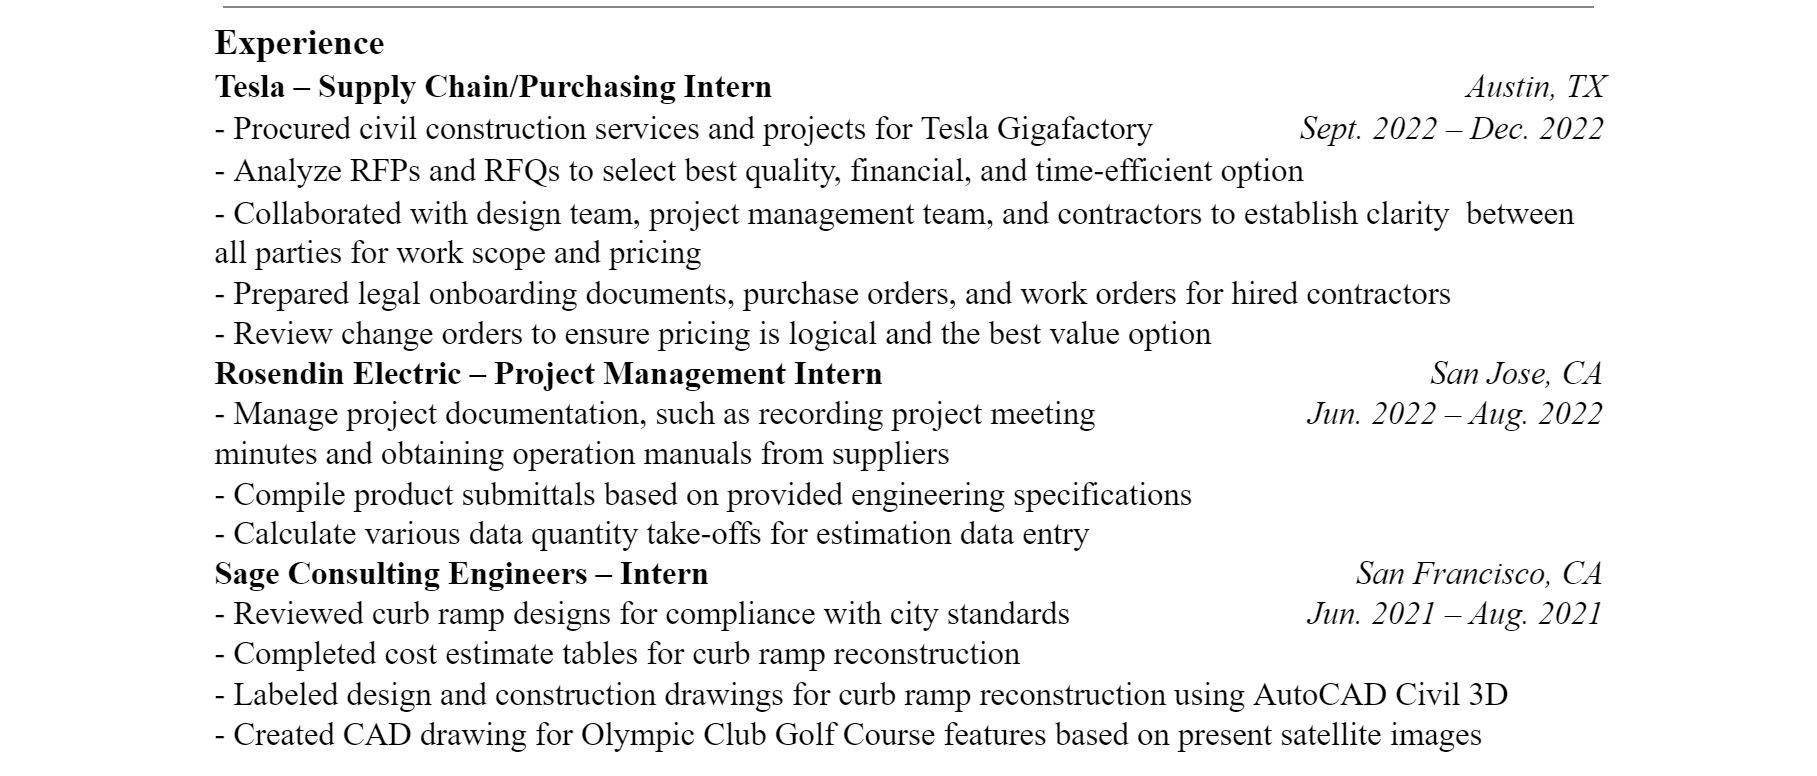 Experience
Tesla – Supply Chain/Purchasing Intern Austin, TX
- Procured civil construction services and projects for Tesla Gigafactory Sept. 2022 – Dec. 2022
- Analyze RFPs and RFQs to select best quality, financial, and time-efficient option
- Collaborated with design team, project management team, and contractors to establish clarity  between
all parties for work scope and pricing
- Prepared legal onboarding documents, purchase orders, and work orders for hired contractors
- Review change orders to ensure pricing is logical and the best value option
Rosendin Electric – Project Management Intern San Jose, CA
- Manage project documentation, such as recording project meeting Jun. 2022 – Aug. 2022
minutes and obtaining operation manuals from suppliers
- Compile product submittals based on provided engineering specifications
- Calculate various data quantity take-offs for estimation data entry
Sage Consulting Engineers – Intern San Francisco, CA
- Reviewed curb ramp designs for compliance with city standards Jun. 2021 – Aug. 2021
- Completed cost estimate tables for curb ramp reconstruction
- Labeled design and construction drawings for curb ramp reconstruction using AutoCAD Civil 3D
- Created CAD drawing for Olympic Club Golf Course features based on present satellite images